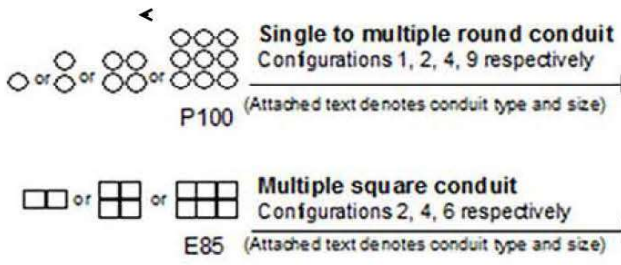 Single to multiple round conduit
or or or Configurations 1, 2, 4, 9 respectively
P100 (Attached text denotes conduit type and size)
Multiple square conduit
or or Configurations 2, 4, 6 respectively
E85 (Attached text denotes conduit type and size)